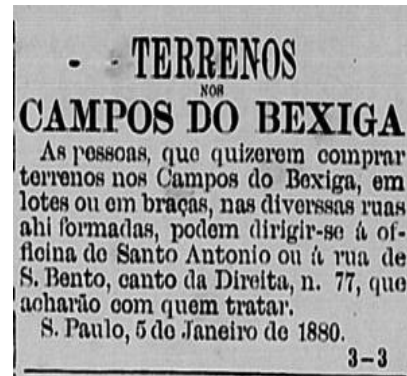 - - TERRENOS
NOS
CAMPOS DO BEXIGA
As pessoas, que quizerem comprar
terrenos nos Campos do Bexiga, em
lotes ou em braças, nas diverssas ruas
ahi formadas, podem dirigir-se á of-
ficina de Santo Antonio ou á rua de
S. Bento, canto da Direita, n. 77, que
acharão com quem tratar.
S. Paulo, 5 de Janeiro de 1880.
3-3